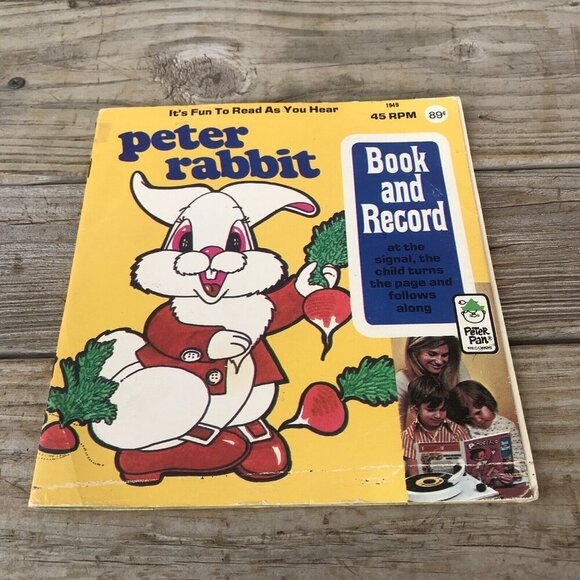 It's Fun To Read As You Hear
1949
45 RPM
89¢
peter
rabbit
Book
and
Record
at the
signal, the
child turns
the page and
follows
along
PETER
PAN®
RECORDS